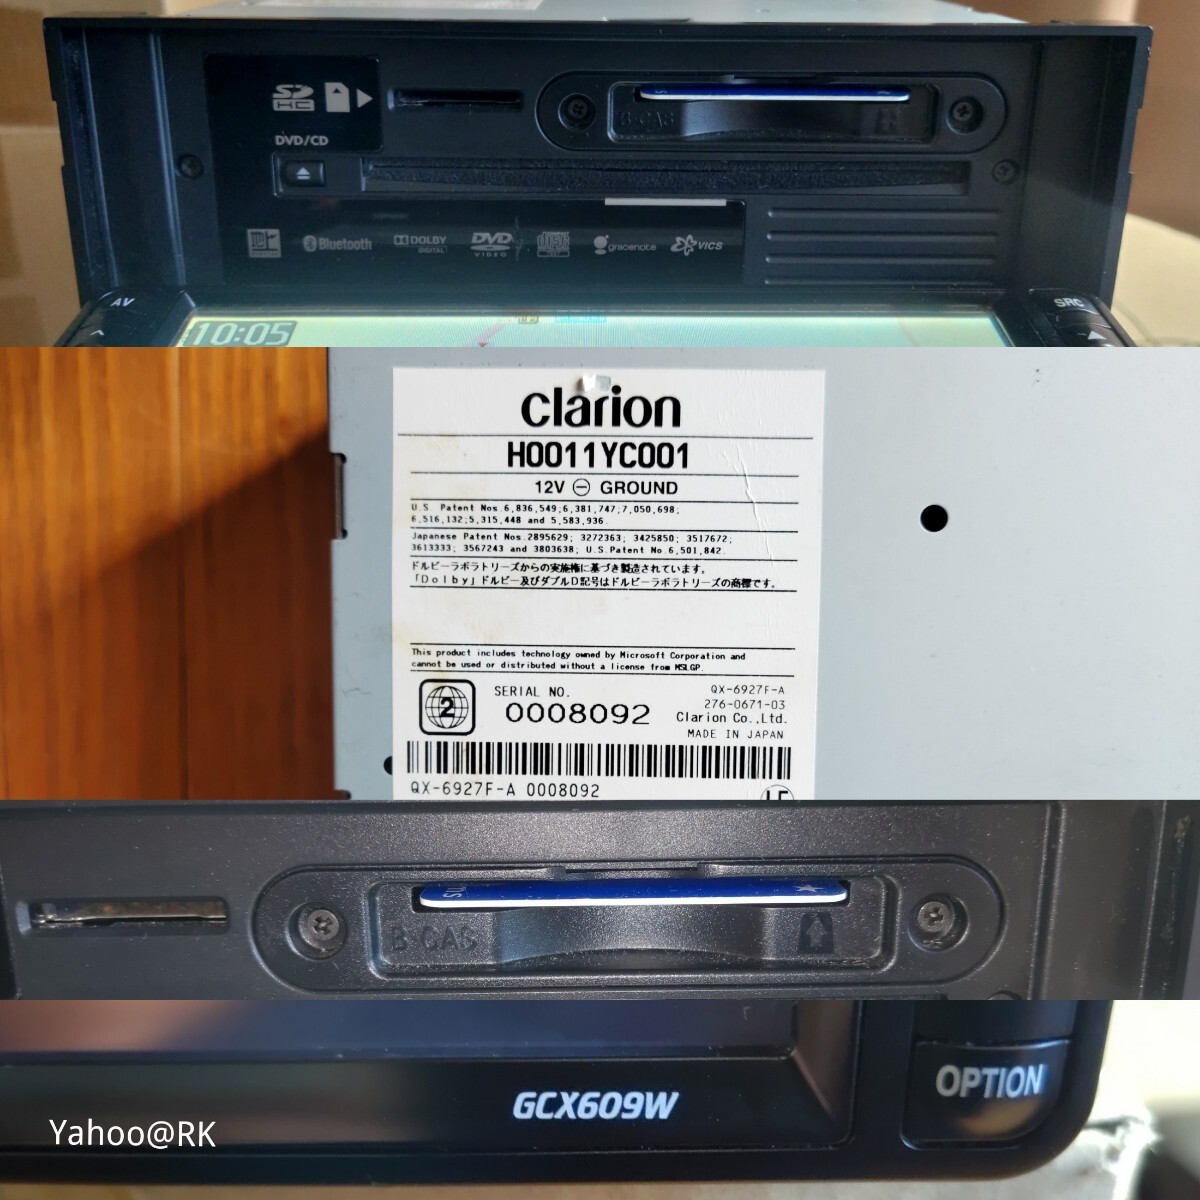 SD
HC
DVD/CD
B-CAS
Bluetooth
DOLBY
DIGITAL
DVD
VIDEO
gracenote
VICS
AV
SRC
10:05
clarion
H0011YC001
12V ⊖ GROUND
U.S. Patent Nos.6,836,549;6,381,747;7,050,698;
6,516,132;5,315,448 and 5,583,936.
Japanese Patent Nos.2895629; 3272363; 3425850; 3517672;
3613333; 3567243 and 3803638; U.S.Patent No.6,501,842.
ドルビーラボラトリーズからの実施権に基づき製造されています。
「Dolby」ドルビー及びダブルD記号はドルビーラボラトリーズの商標です。
This product includes technology owned by Microsoft Corporation and
cannot be used or distributed without a license from MSLGP.
2
SERIAL NO.
0008092
QX-6927F-A
276-0671-03
Clarion Co.,Ltd.
MADE IN JAPAN
QX-6927F-A 0008092
B-CAS
GCX609W
OPTION
Yahoo@RK